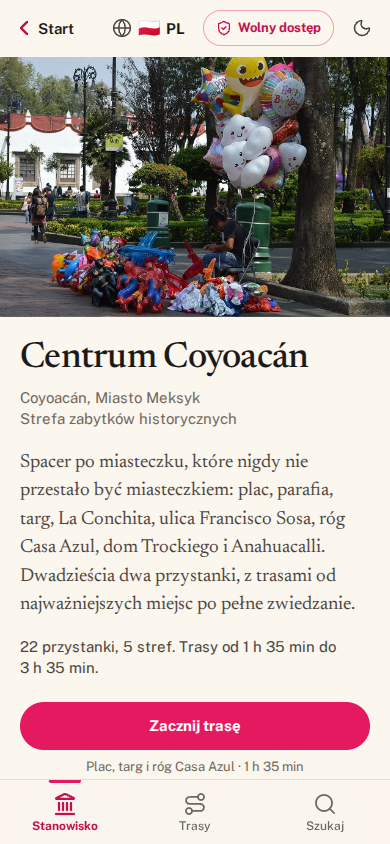 Start
PL
Wolny dostęp
Centrum Coyoacán
Coyoacán, Miasto Meksyk
Strefa zabytków historycznych
Spacer po miasteczku, które nigdy nie
przestało być miasteczkiem: plac, parafia,
targ, La Conchita, ulica Francisco Sosa, róg
Casa Azul, dom Trockiego i Anahuacalli.
Dwadzieścia dwa przystanki, z trasami od
najważniejszych miejsc po pełne zwiedzanie.
22 przystanki, 5 stref. Trasy od 1 h 35 min do
3 h 35 min.
Zacznij trasę
Plac, targ i róg Casa Azul · 1 h 35 min
Stanowisko
Trasy
Szukaj